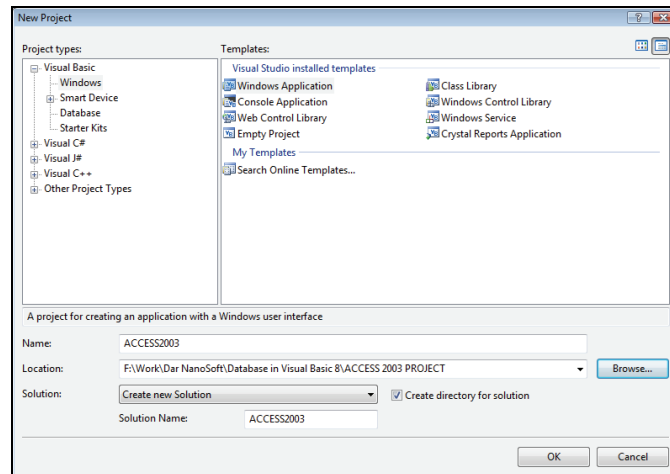 New Project
Project types:
Templates:
Visual Basic
Windows
Smart Device
Database
Starter Kits
Visual C#
Visual J#
Visual C++
Other Project Types
Visual Studio installed templates
Windows Application
Class Library
Console Application
Windows Control Library
Web Control Library
Windows Service
Empty Project
Crystal Reports Application
My Templates
Search Online Templates...
A project for creating an application with a Windows user interface
Name: ACCESS2003
Location: F:\Work\Dar NanoSoft\Database in Visual Basic 8\ACCESS 2003 PROJECT Browse...
Solution: Create new Solution Create directory for solution
Solution Name: ACCESS2003
OK Cancel